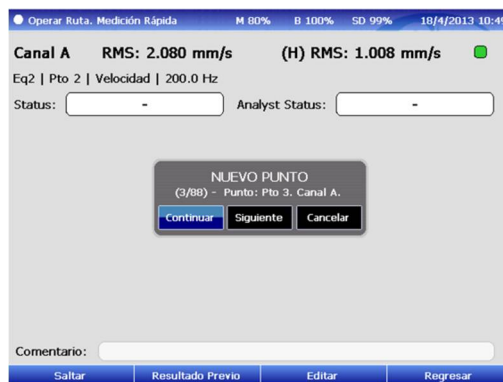 Operar Ruta. Medición Rápida M 80% B 100% SD 99% 18/4/2013 10:49
Canal A RMS: 2.080 mm/s (H) RMS: 1.008 mm/s
Eq2 | Pto 2 | Velocidad | 200.0 Hz
Status: - Analyst Status: -
NUEVO PUNTO
(3/88) - Punto: Pto 3. Canal A.
Continuar Siguiente Cancelar
Comentario:
Saltar Resultado Previo Editar Regresar